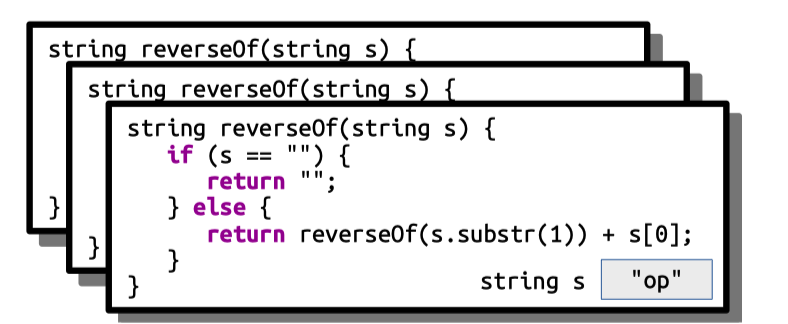 string reverseOf(string s) {
string reverseOf(string s) {
string reverseOf(string s) {
if (s == "") {
return "";
} else {
return reverseOf(s.substr(1)) + s[0];
}
}
string s "op"
}
}